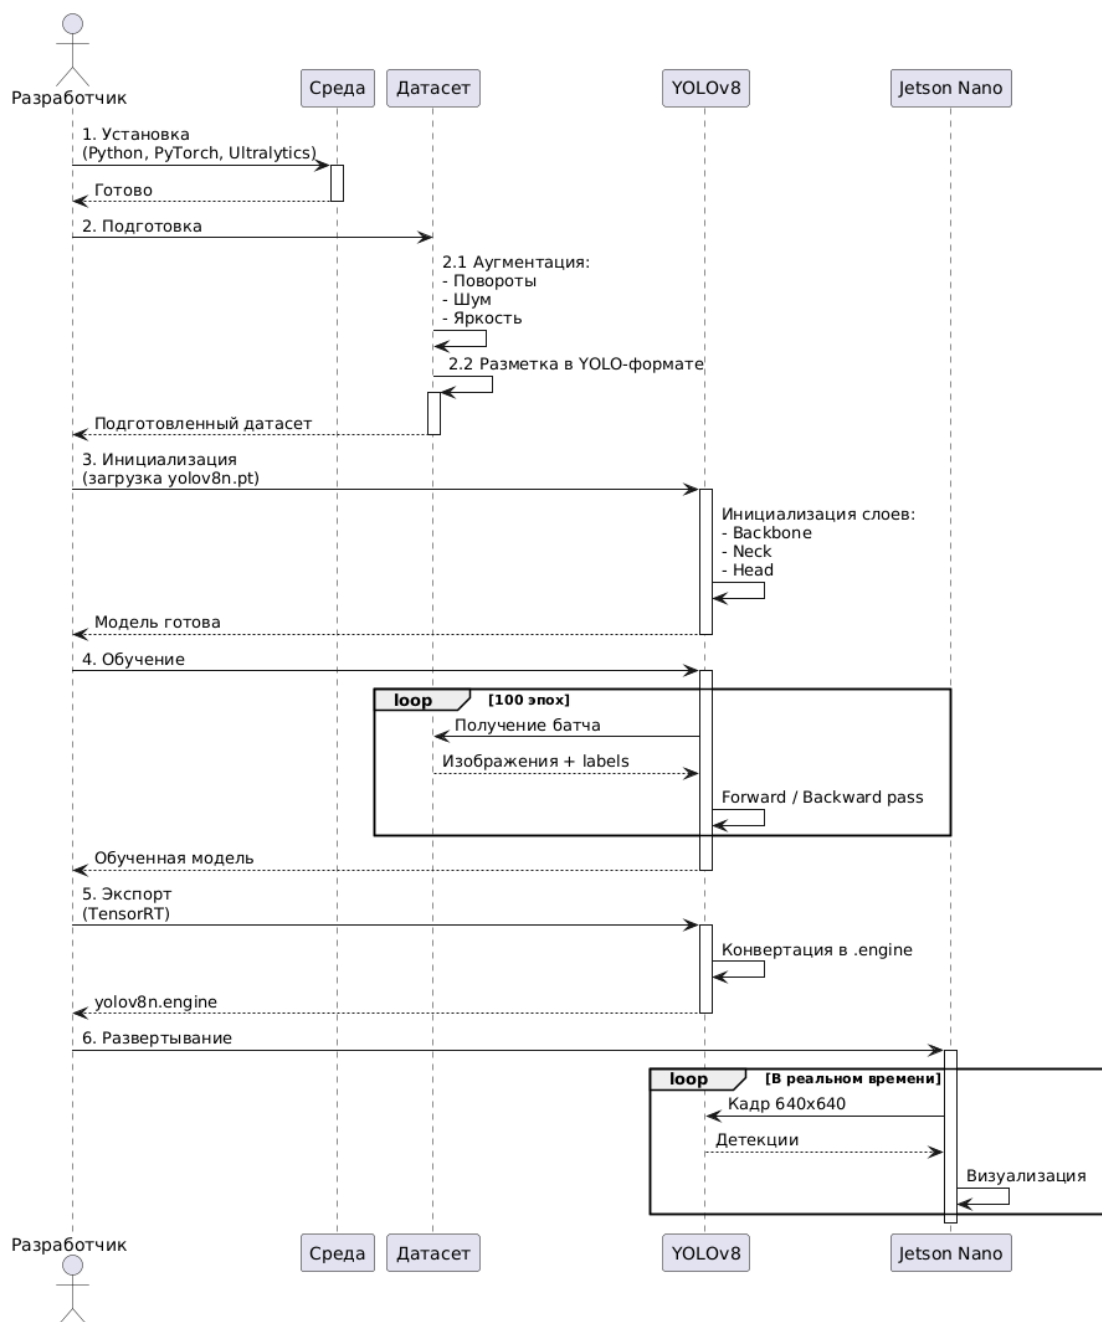 Разработчик
Среда
Датасет
YOLOv8
Jetson Nano
1. Установка
(Python, PyTorch, Ultralytics)
Готово
2. Подготовка
2.1 Аугментация:
- Повороты
- Шум
- Яркость
2.2 Разметка в YOLO-формате
Подготовленный датасет
3. Инициализация
(загрузка yolov8n.pt)
Инициализация слоев:
- Backbone
- Neck
- Head
Модель готова
4. Обучение
loop [100 эпох]
Получение батча
Изображения + labels
Forward / Backward pass
Обученная модель
5. Экспорт
(TensorRT)
Конвертация в .engine
yolov8n.engine
6. Развертывание
loop [В реальном времени]
Кадр 640x640
Детекции
Визуализация
Разработчик
Среда
Датасет
YOLOv8
Jetson Nano